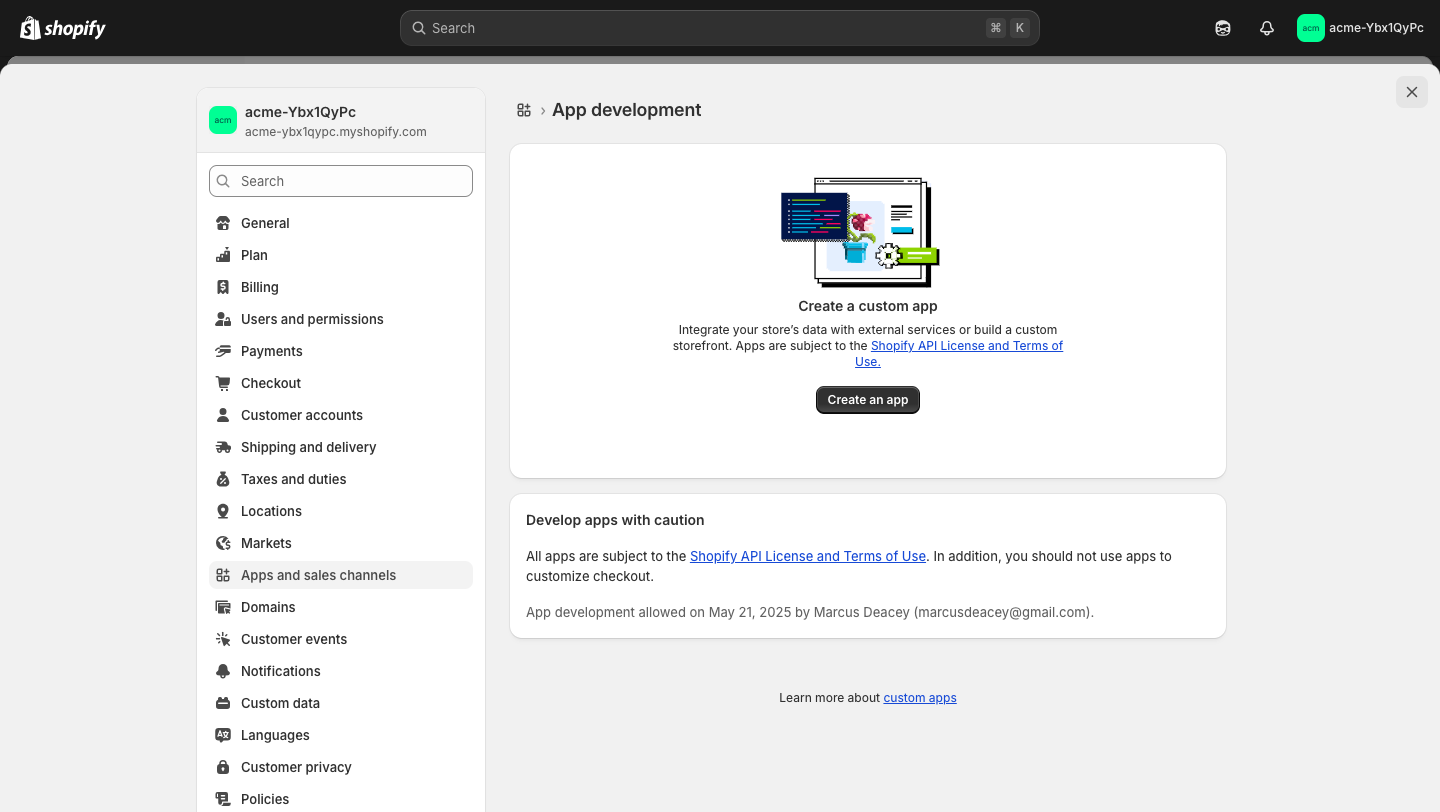 shopify
Search
⌘ K
acm
acme-Ybx1QyPc
acm
acme-Ybx1QyPc
acme-ybx1qypc.myshopify.com
Search
General
Plan
Billing
Users and permissions
Payments
Checkout
Customer accounts
Shipping and delivery
Taxes and duties
Locations
Markets
Apps and sales channels
Domains
Customer events
Notifications
Custom data
Languages
Customer privacy
Policies
› App development
Create a custom app
Integrate your store’s data with external services or build a custom
storefront. Apps are subject to the Shopify API License and Terms of
Use.
Create an app
Develop apps with caution
All apps are subject to the Shopify API License and Terms of Use. In addition, you should not use apps to
customize checkout.
App development allowed on May 21, 2025 by Marcus Deacey (marcusdeacey@gmail.com).
Learn more about custom apps